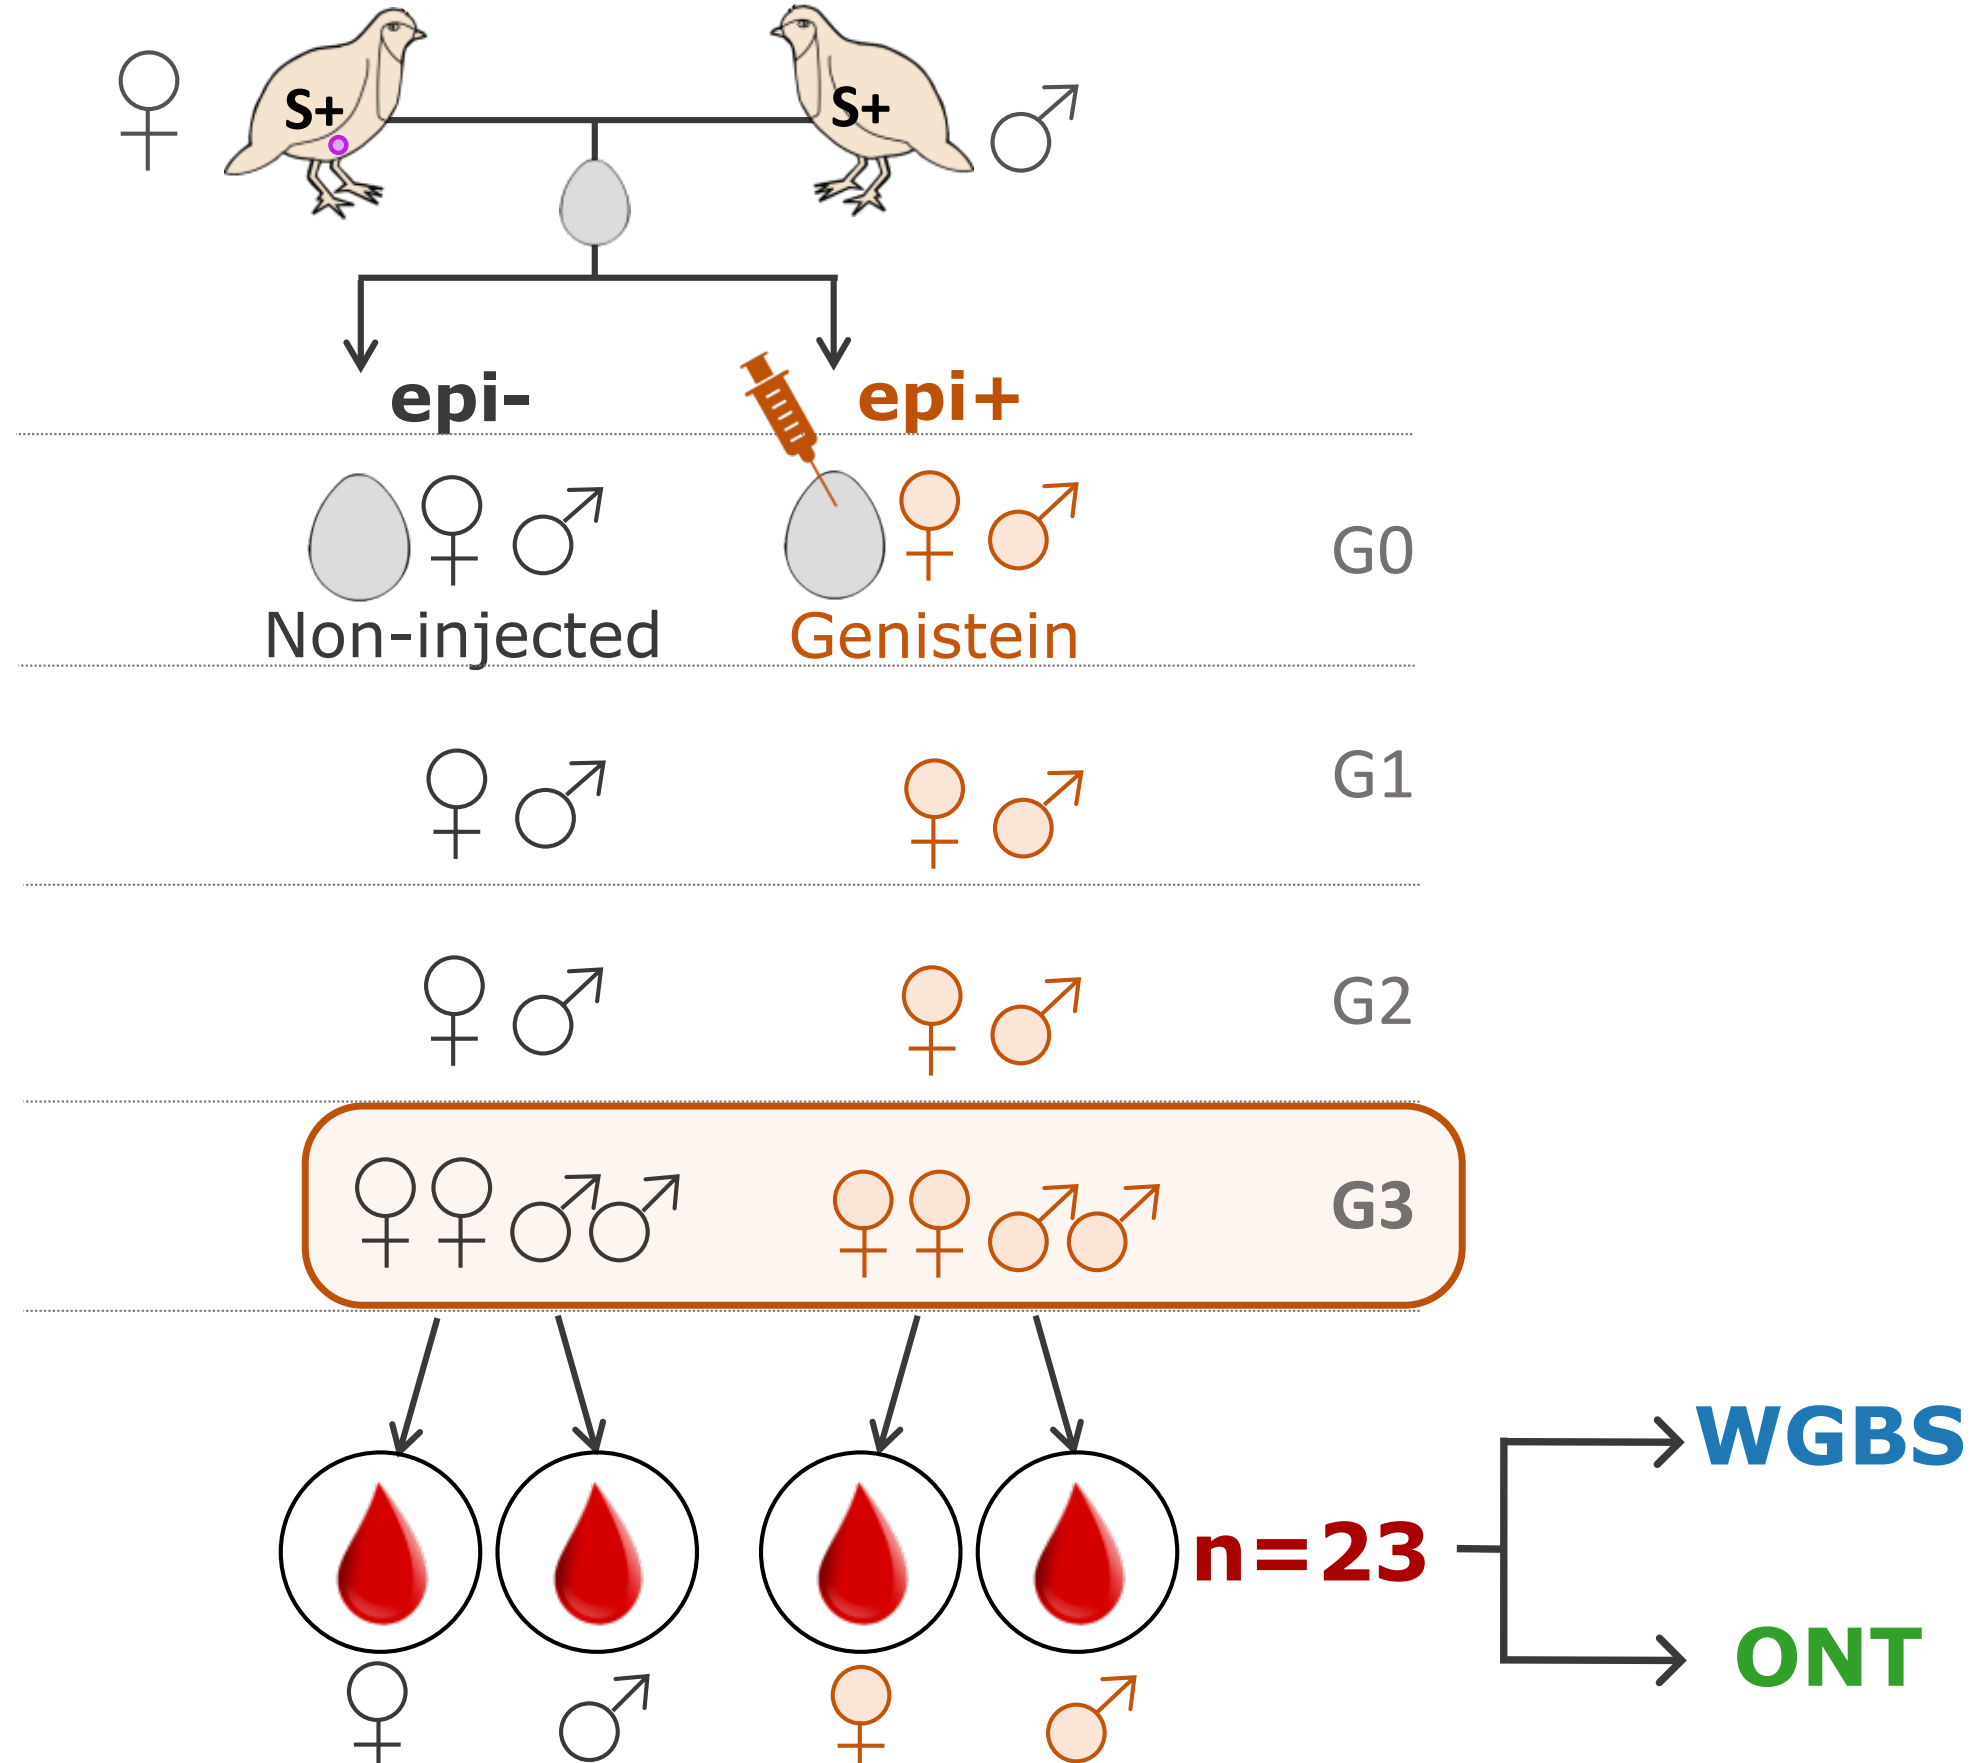 S+
S+
epi-
epi+
Non-injected
Genistein
G0
G1
G2
G3
n=23
WGBS
ONT